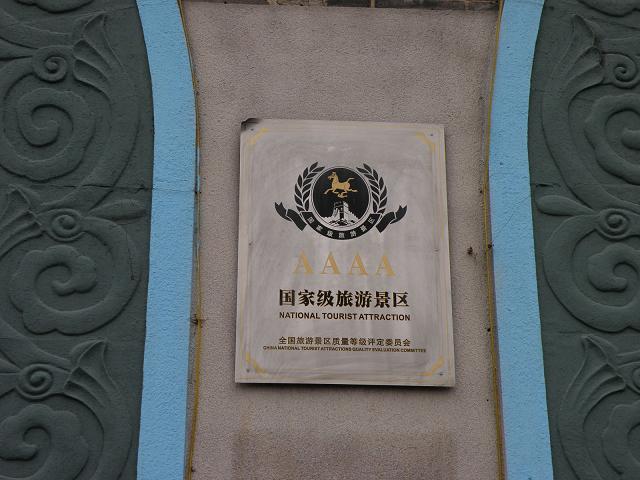 国家级旅游景区
AAAA
国家级旅游景区
NATIONAL TOURIST ATTRACTION
全国旅游景区质量等级评定委员会
CHINA NATIONAL TOURIST ATTRACTIONS QUALITY EVALUATION COMMITTEE